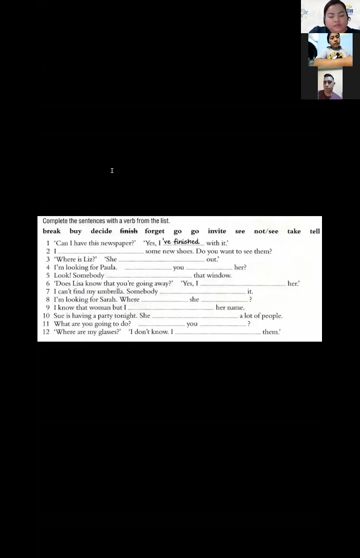 Complete the sentences with a verb from the list.
break buy decide finish forget go go invite see not/see take tell
1 'Can I have this newspaper?' 'Yes, I 've finished with it.'
2 I .................... some new shoes. Do you want to see them?
3 'Where is Liz?' 'She .................... out.'
4 I'm looking for Paula. .................... you .................... her?
5 Look! Somebody .................... that window.
6 'Does Lisa know that you're going away?' 'Yes, I .................... her.'
7 I can't find my umbrella. Somebody .................... it.
8 I'm looking for Sarah. Where .................... she .................... ?
9 I know that woman but I .................... her name.
10 Sue is having a party tonight. She .................... a lot of people.
11 What are you going to do? .................... you .................... ?
12 'Where are my glasses?' 'I don't know. I .................... them.'